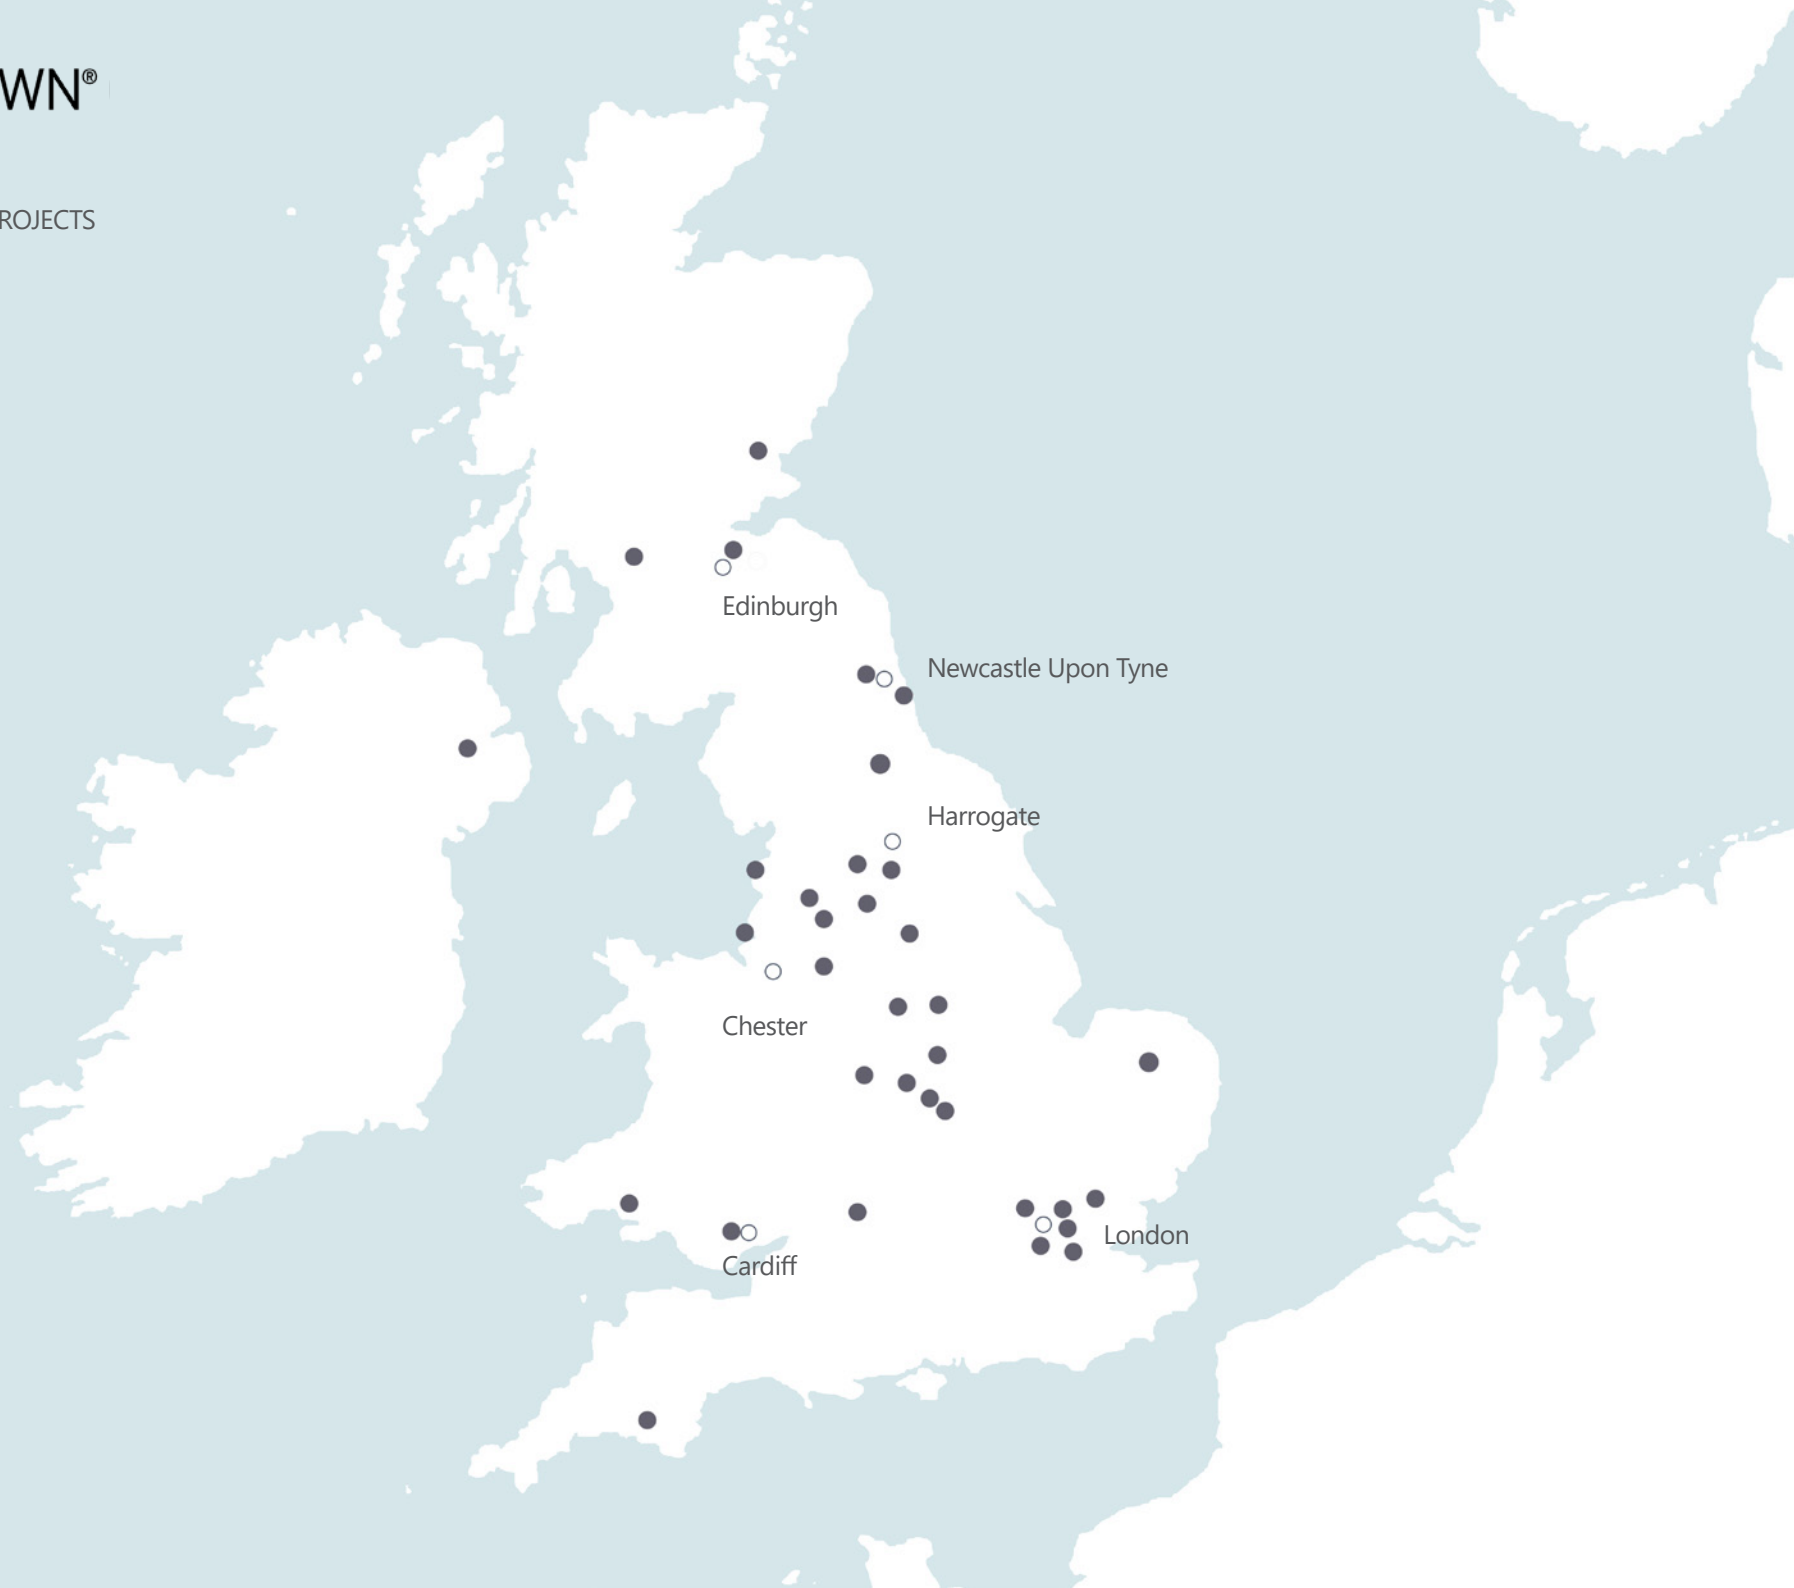 WN®
ROJECTS
Edinburgh
Newcastle Upon Tyne
Harrogate
Chester
London
Cardiff